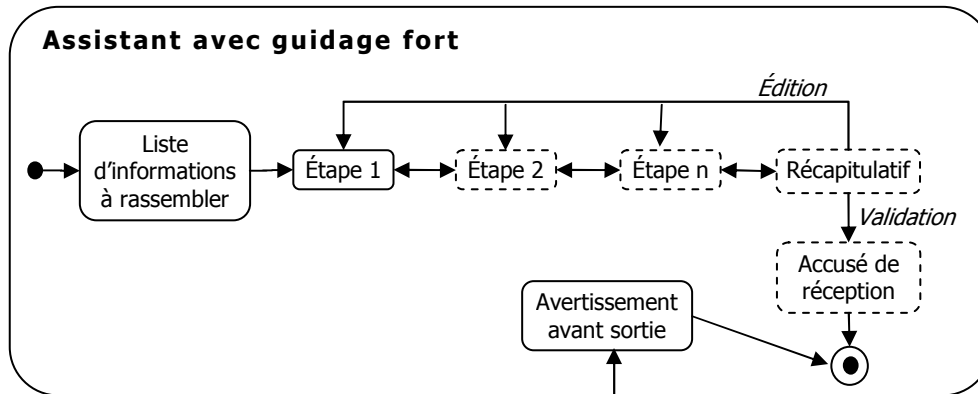 Assistant avec guidage fort
Édition
Liste
d’informations
à rassembler
Étape 1
Étape 2
Étape n
Récapitulatif
Validation
Accusé de
réception
Avertissement
avant sortie